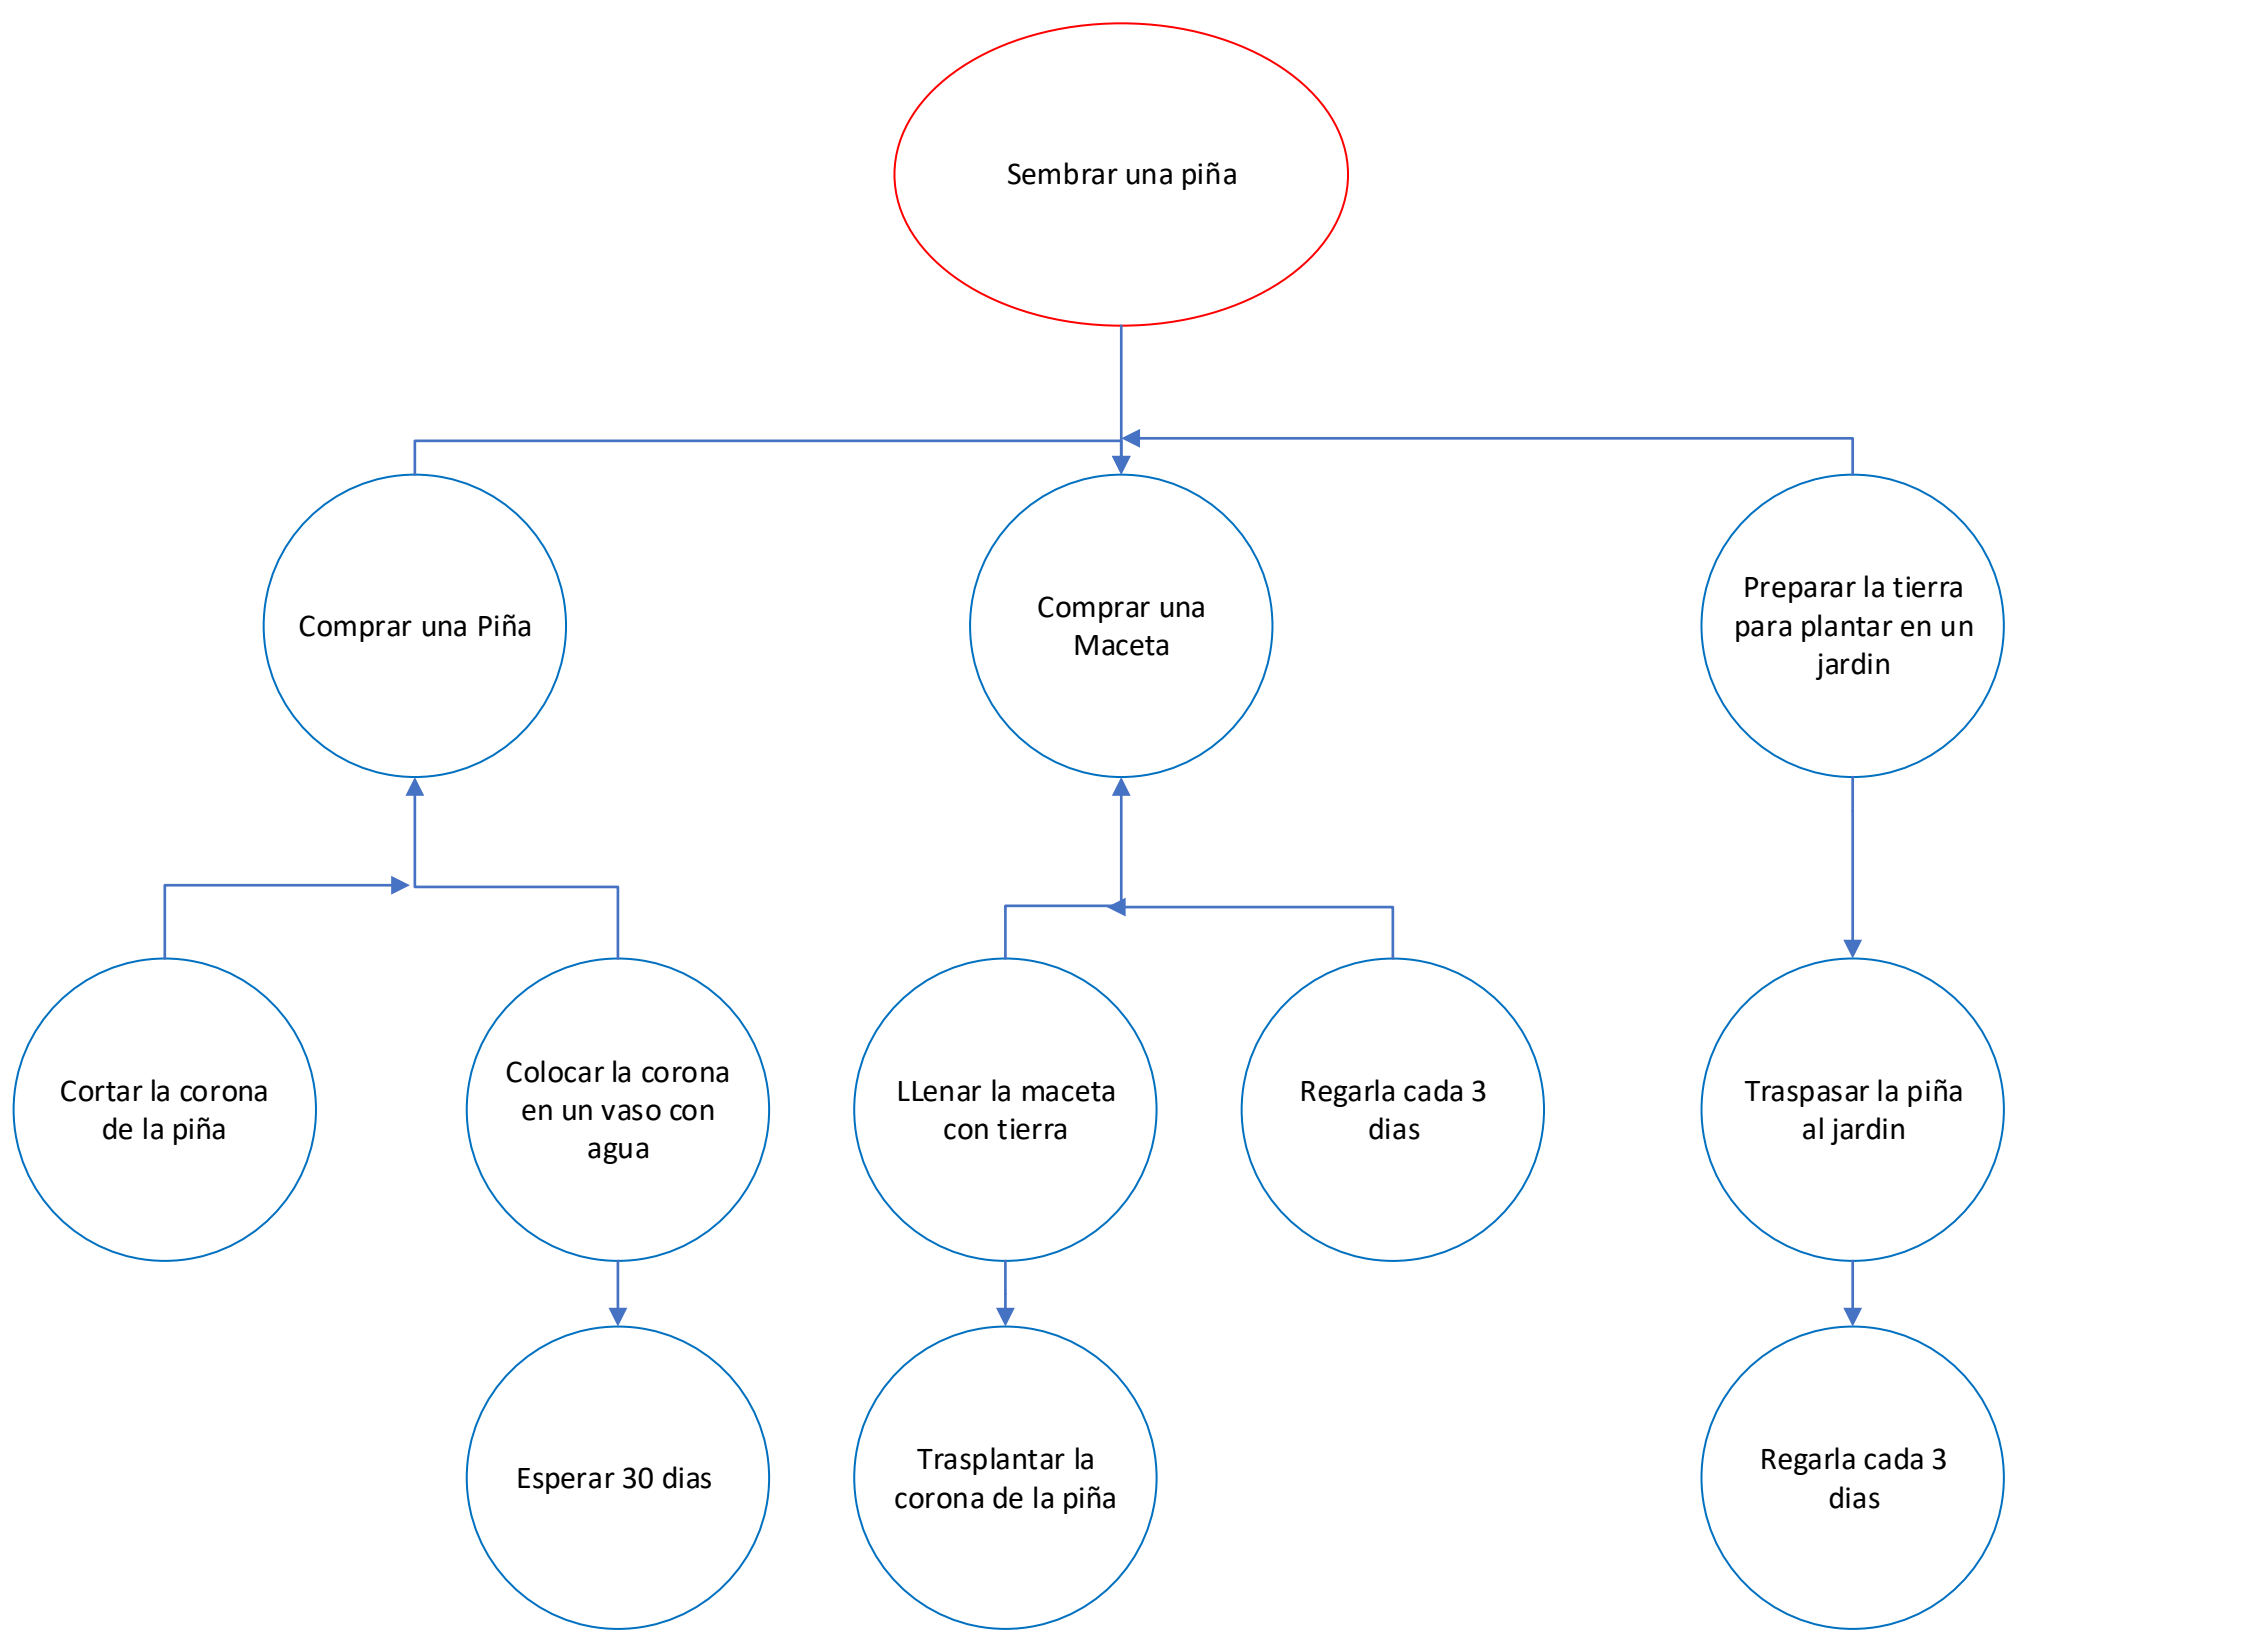 Sembrar una piña
Comprar una Piña
Comprar una
Maceta
Preparar la tierra
para plantar en un
jardin
Cortar la corona
de la piña
Colocar la corona
en un vaso con
agua
LLenar la maceta
con tierra
Regarla cada 3
dias
Traspasar la piña
al jardin
Esperar 30 dias
Trasplantar la
corona de la piña
Regarla cada 3
dias